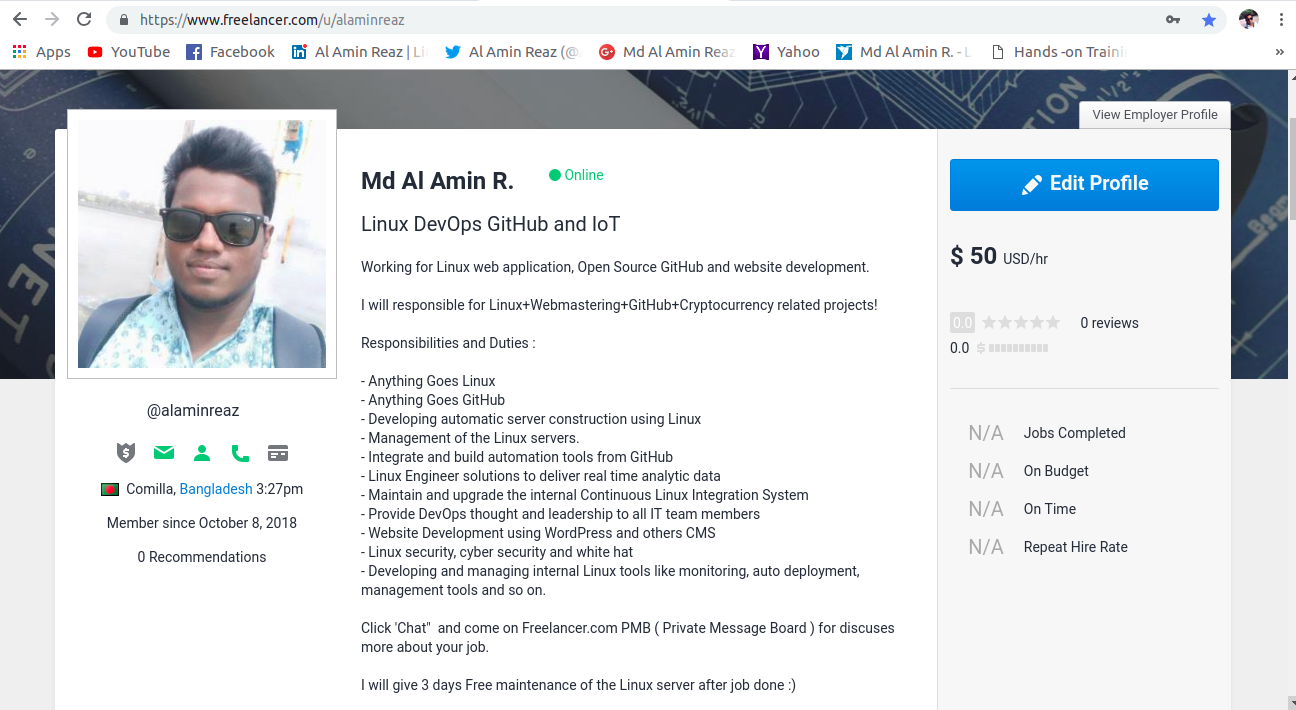 https://www.freelancer.com/u/alaminreaz
Apps YouTube Facebook Al Amin Reaz | Li Al Amin Reaz (@ Md Al Amin Reaz Yahoo Md Al Amin R. - L Hands -on Traini »
View Employer Profile
Md Al Amin R.
Online
Linux DevOps GitHub and IoT
Working for Linux web application, Open Source GitHub and website development.
I will responsible for Linux+Webmastering+GitHub+Cryptocurrency related projects!
Responsibilities and Duties :
- Anything Goes Linux
- Anything Goes GitHub
- Developing automatic server construction using Linux
- Management of the Linux servers.
- Integrate and build automation tools from GitHub
- Linux Engineer solutions to deliver real time analytic data
- Maintain and upgrade the internal Continuous Linux Integration System
- Provide DevOps thought and leadership to all IT team members
- Website Development using WordPress and others CMS
- Linux security, cyber security and white hat
- Developing and managing internal Linux tools like monitoring, auto deployment,
management tools and so on.
Click 'Chat"  and come on Freelancer.com PMB ( Private Message Board ) for discuses
more about your job.
I will give 3 days Free maintenance of the Linux server after job done :)
@alaminreaz
Comilla, Bangladesh 3:27pm
Member since October 8, 2018
0 Recommendations
Edit Profile
$ 50 USD/hr
0.0 0 reviews
0.0 $
N/A Jobs Completed
N/A On Budget
N/A On Time
N/A Repeat Hire Rate